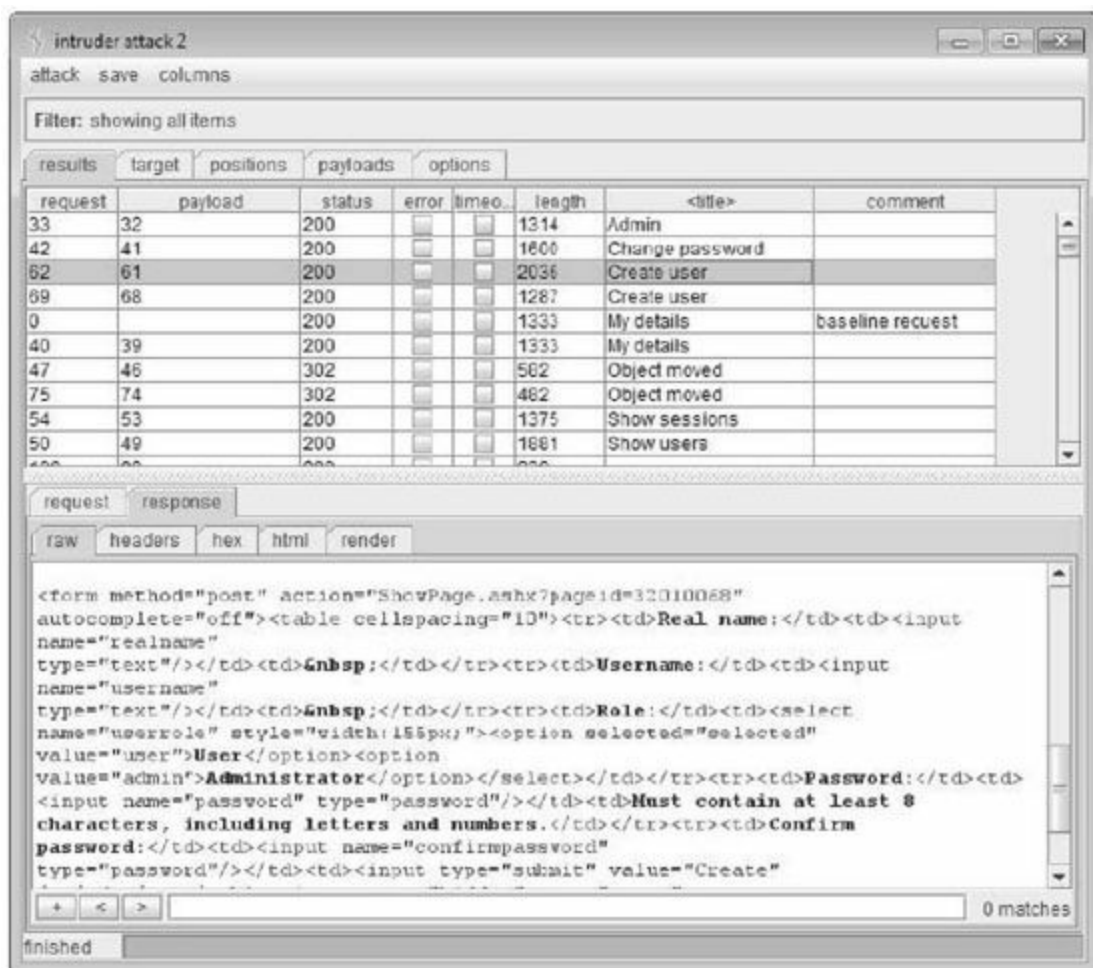 intruder attack 2
attack save columns
Filter: showing all items
results target positions payloads options
request payload status error timeo... length <title> comment
33 32 200 1314 Admin
42 41 200 1600 Change password
62 61 200 2036 Create user
69 68 200 1287 Create user
0 200 1333 My details baseline request
40 39 200 1333 My details
47 46 302 562 Object moved
75 74 302 482 Object moved
54 53 200 1375 Show sessions
50 49 200 1881 Show users
request response
raw headers hex html render
<form method="post" action="ShowPage.ashx?pageid=32010068"
autocomplete="off"><table cellspacing="10"><tr><td>Real name:</td><td><input
name="realname"
type="text"/></td><td>&nbsp;</td></tr><tr><td>Username:</td><td><input
name="username"
type="text"/></td><td>&nbsp;</td></tr><tr><td>Role:</td><td><select
name="userrole" style="width:155px;"><option selected="selected"
value="user">User</option><option
value="admin">Administrator</option></select></td></tr><tr><td>Password:</td><td>
<input name="password" type="password"/></td><td>Must contain at least 8
characters, including letters and numbers.</td></tr><tr><td>Confirm
password:</td><td><input name="confirmpassword"
type="password"/></td><td><input type="submit" value="Create"
+ < > 0 matches
finished